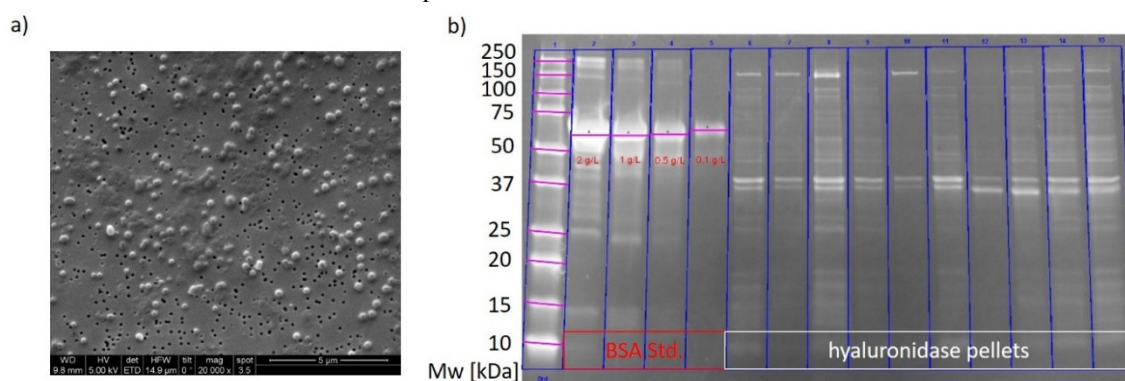 a)
b)
WD HV det HFW tilt mag spot
9.8 mm 5.00 kV ETD 14.9 µm 0 ° 20 000 x 3.5
5 µm
250
150
100
75
50
37
25
20
15
10
Mw [kDa]
1 2 3 4 5 6 7 8 9 10 11 12 13 14 15
2 g/L 1 g/L 0.5 g/L 0.1 g/L
BSA Std.
hyaluronidase pellets
Std.